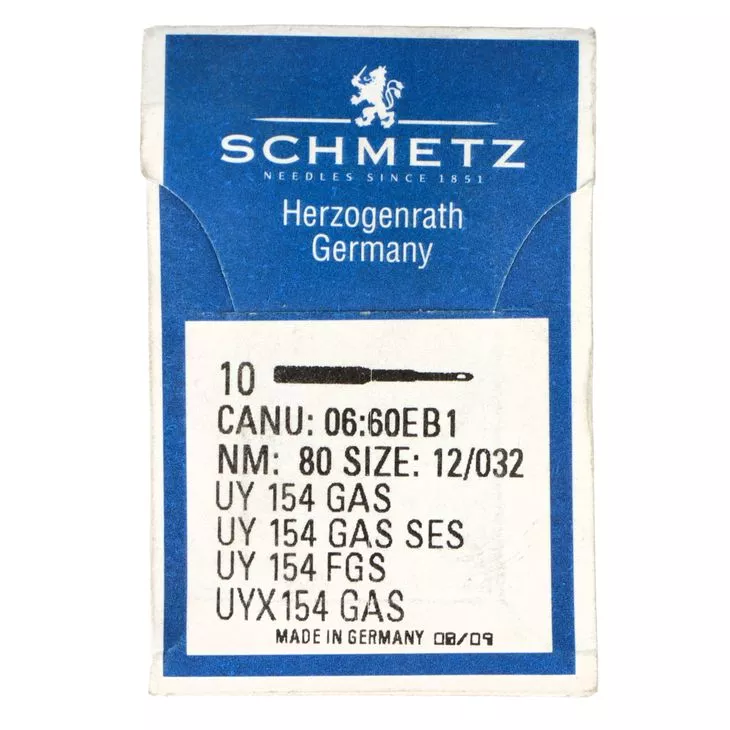 SCHMETZ
NEEDLES SINCE 1851
Herzogenrath
Germany
10
CANU: 06:60EB1
NM: 80 SIZE: 12/032
UY 154 GAS
UY 154 GAS SES
UY 154 FGS
UYX154 GAS
MADE IN GERMANY 08/09